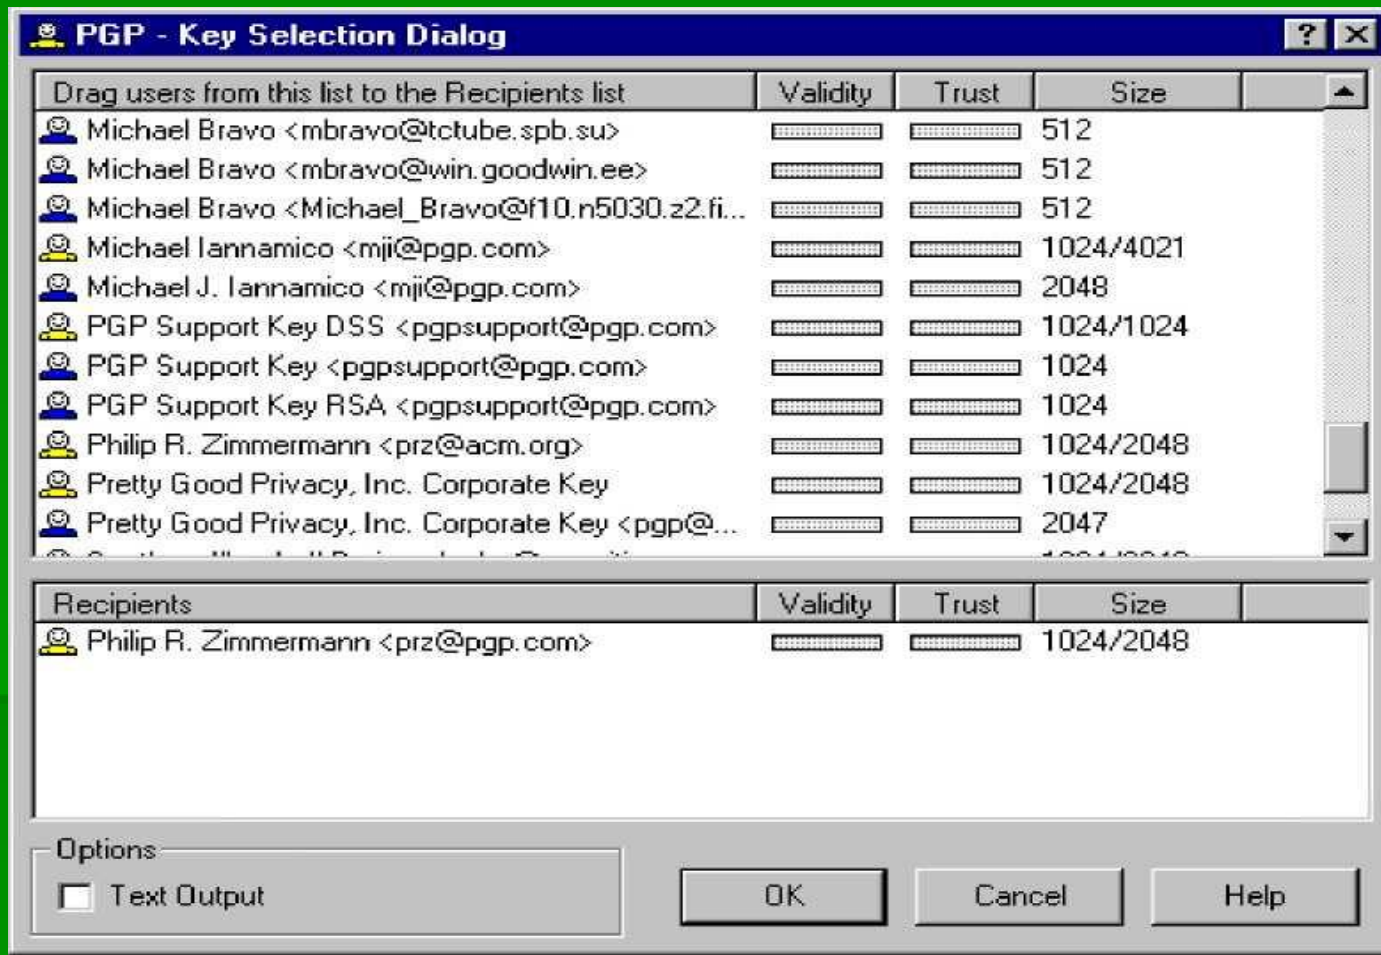 PGP - Key Selection Dialog
Drag users from this list to the Recipients list Validity Trust Size
Michael Bravo <mbravo@tctube.spb.su> 512
Michael Bravo <mbravo@win.goodwin.ee> 512
Michael Bravo <Michael_Bravo@f10.n5030.z2.fi... 512
Michael Iannamico <mji@pgp.com> 1024/4021
Michael J. Iannamico <mji@pgp.com> 2048
PGP Support Key DSS <pgpsupport@pgp.com> 1024/1024
PGP Support Key <pgpsupport@pgp.com> 1024
PGP Support Key RSA <pgpsupport@pgp.com> 1024
Philip R. Zimmermann <prz@acm.org> 1024/2048
Pretty Good Privacy, Inc. Corporate Key 1024/2048
Pretty Good Privacy, Inc. Corporate Key <pgp@... 2047
Recipients Validity Trust Size
Philip R. Zimmermann <prz@pgp.com> 1024/2048
Options
Text Output
OK Cancel Help